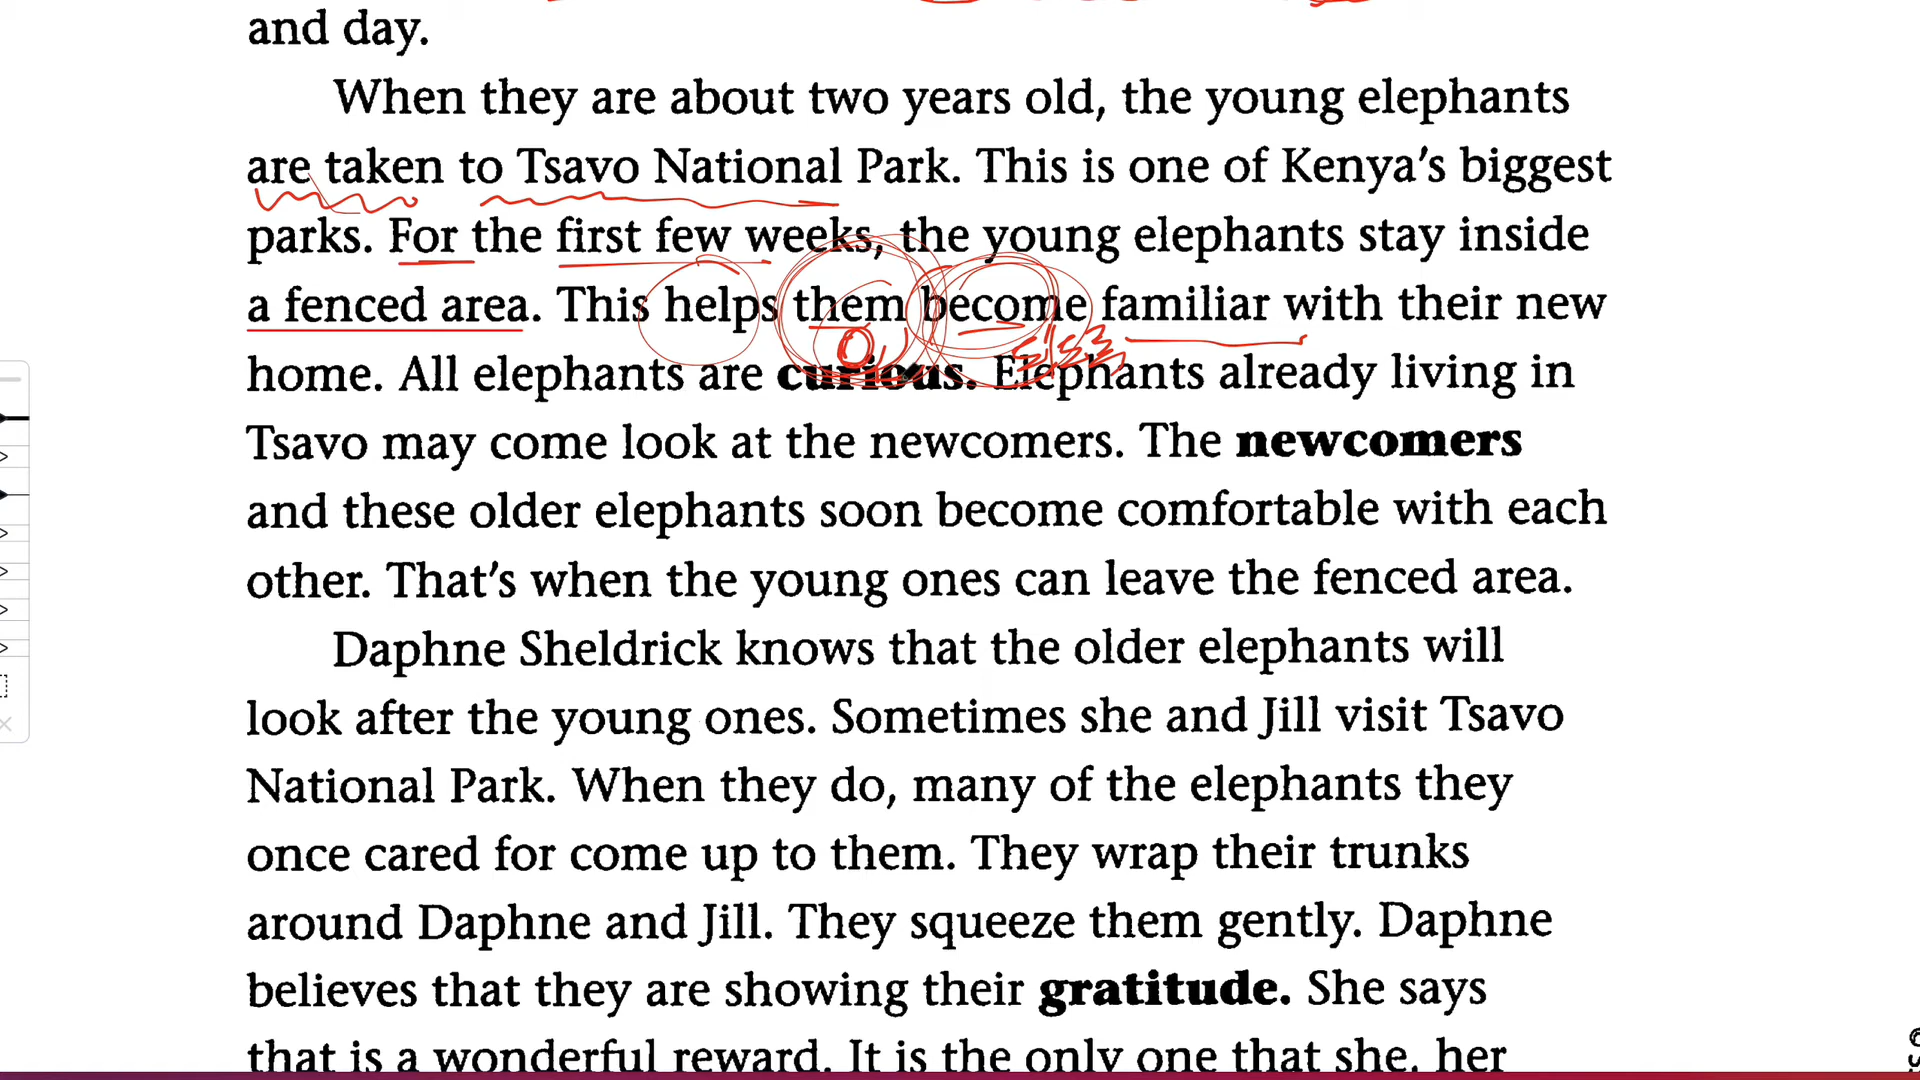 and day.
When they are about two years old, the young elephants
are taken to Tsavo National Park. This is one of Kenya’s biggest
parks. For the first few weeks, the young elephants stay inside
a fenced area. This helps them become familiar with their new
home. All elephants are curious. Elephants already living in
Tsavo may come look at the newcomers. The newcomers
and these older elephants soon become comfortable with each
other. That’s when the young ones can leave the fenced area.
Daphne Sheldrick knows that the older elephants will
look after the young ones. Sometimes she and Jill visit Tsavo
National Park. When they do, many of the elephants they
once cared for come up to them. They wrap their trunks
around Daphne and Jill. They squeeze them gently. Daphne
believes that they are showing their gratitude. She says
that is a wonderful reward. It is the only one that she, her